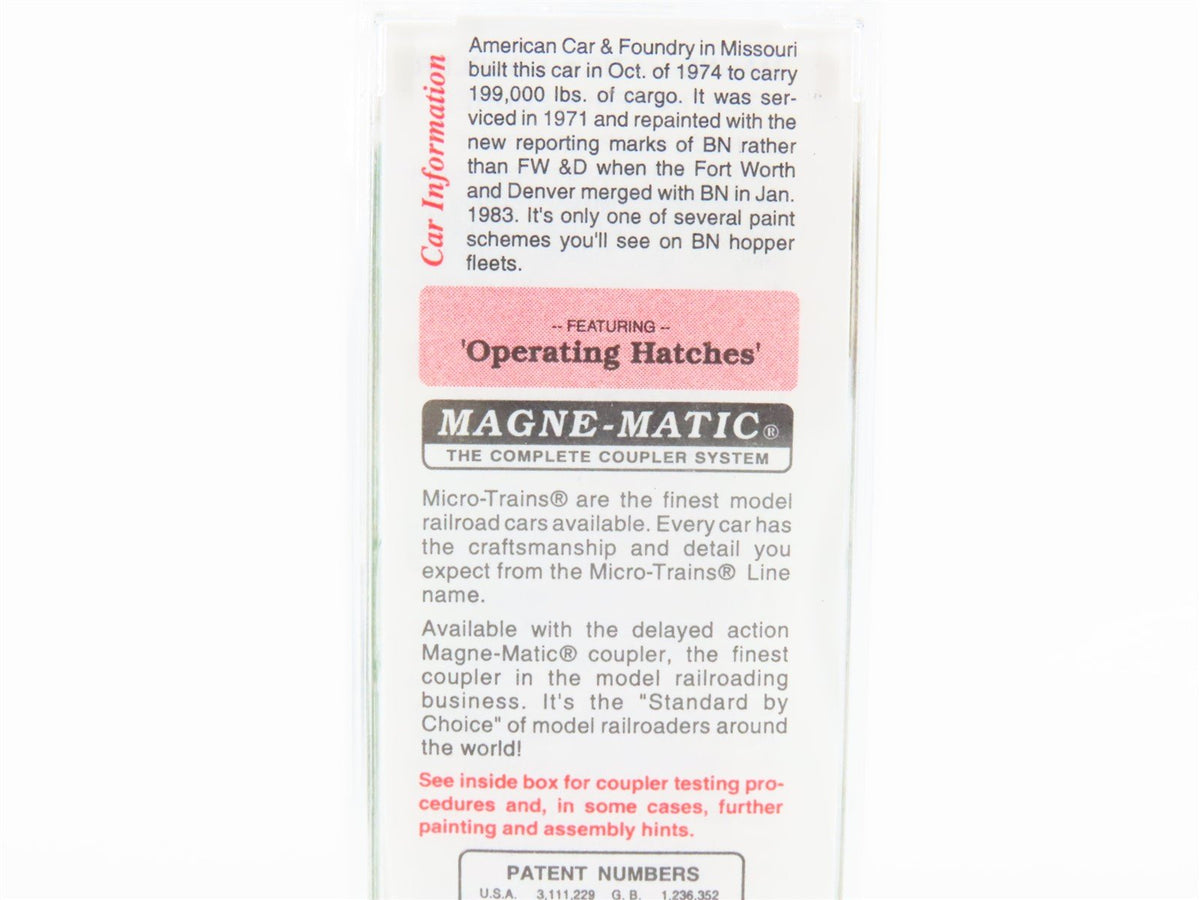 Car Information
American Car & Foundry in Missouri
built this car in Oct. of 1974 to carry
199,000 lbs. of cargo. It was ser-
viced in 1971 and repainted with the
new reporting marks of BN rather
than FW &D when the Fort Worth
and Denver merged with BN in Jan.
1983. It's only one of several paint
schemes you'll see on BN hopper
fleets.
-- FEATURING --
'Operating Hatches'
MAGNE-MATIC®
THE COMPLETE COUPLER SYSTEM
Micro-Trains® are the finest model
railroad cars available. Every car has
the craftsmanship and detail you
expect from the Micro-Trains® Line
name.
Available with the delayed action
Magne-Matic® coupler, the finest
coupler in the model railroading
business. It's the "Standard by
Choice" of model railroaders around
the world!
See inside box for coupler testing pro-
cedures and, in some cases, further
painting and assembly hints.
PATENT NUMBERS
U.S.A. 3,111,229 G.B. 1,236,352